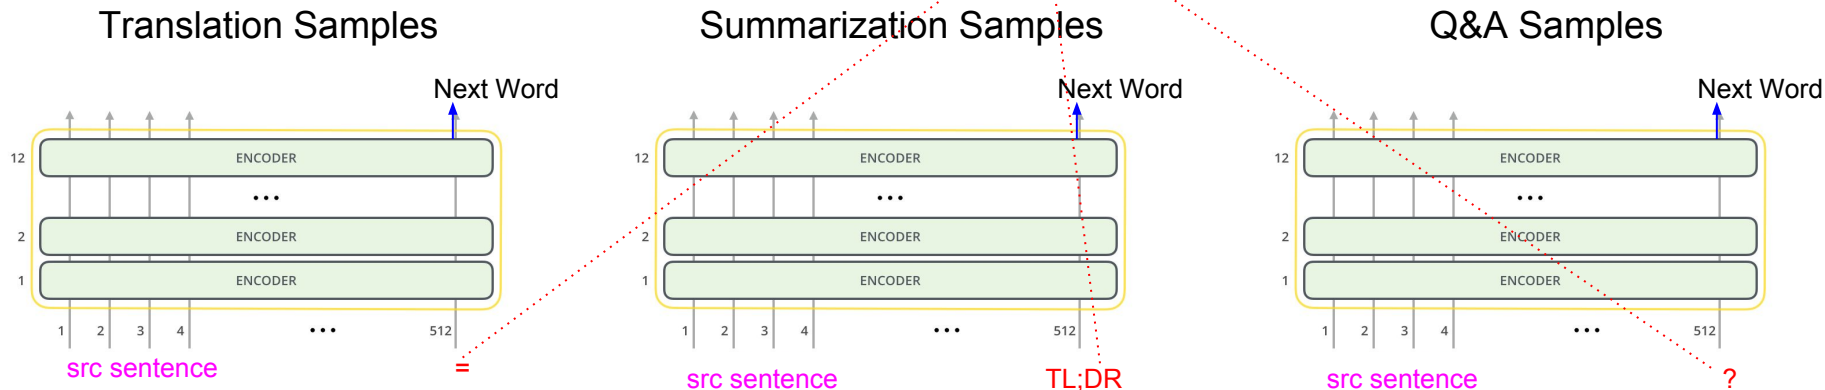 Translation Samples
Next Word
12 ENCODER
...
2 ENCODER
1 ENCODER
1 2 3 4 ... 512
src sentence =
Summarization Samples
Next Word
12 ENCODER
...
2 ENCODER
1 ENCODER
1 2 3 4 ... 512
src sentence TL;DR
Q&A Samples
Next Word
12 ENCODER
...
2 ENCODER
1 ENCODER
1 2 3 4 ... 512
src sentence ?